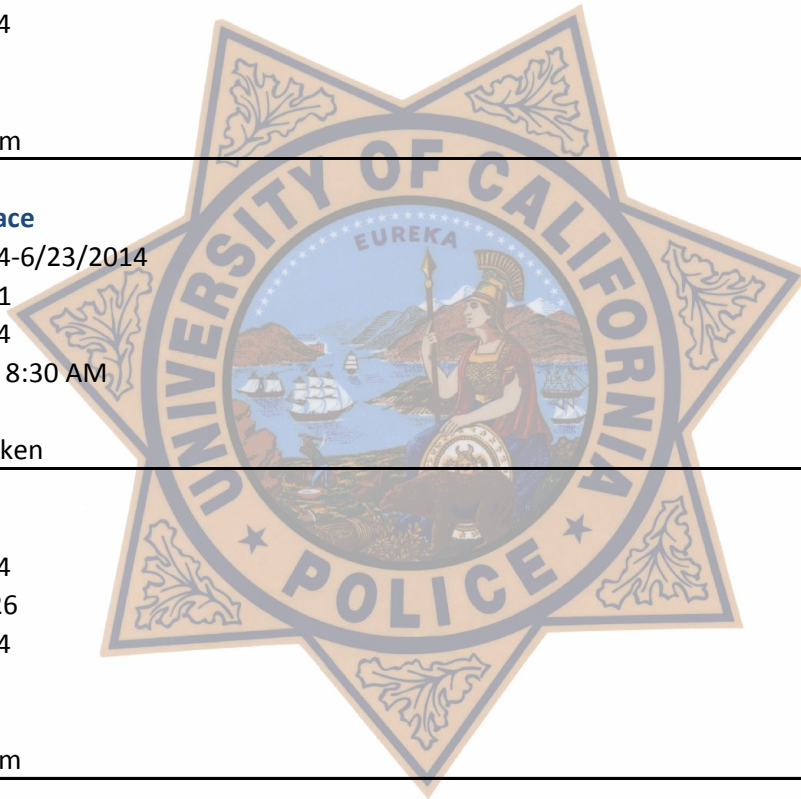 4
m
ace
4-6/23/2014
1
4
8:30 AM
ken
4
26
4
m
UNIVERSITY OF CALIFORNIA
EUREKA
POLICE